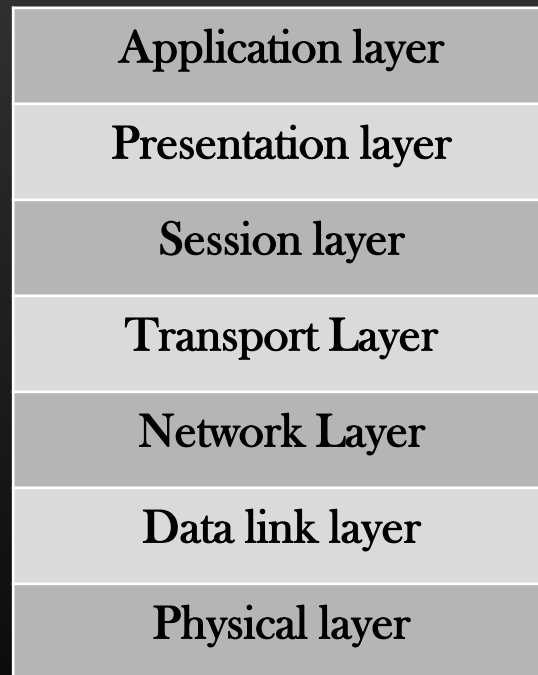 Application layer
Presentation layer
Session layer
Transport Layer
Network Layer
Data link layer
Physical layer